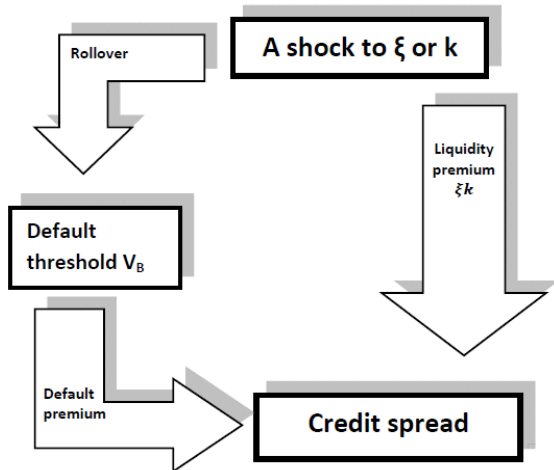 A shock to ξ or k
Rollover
Liquidity
premium
ξk
Default
threshold V_B
Default
premium
Credit spread